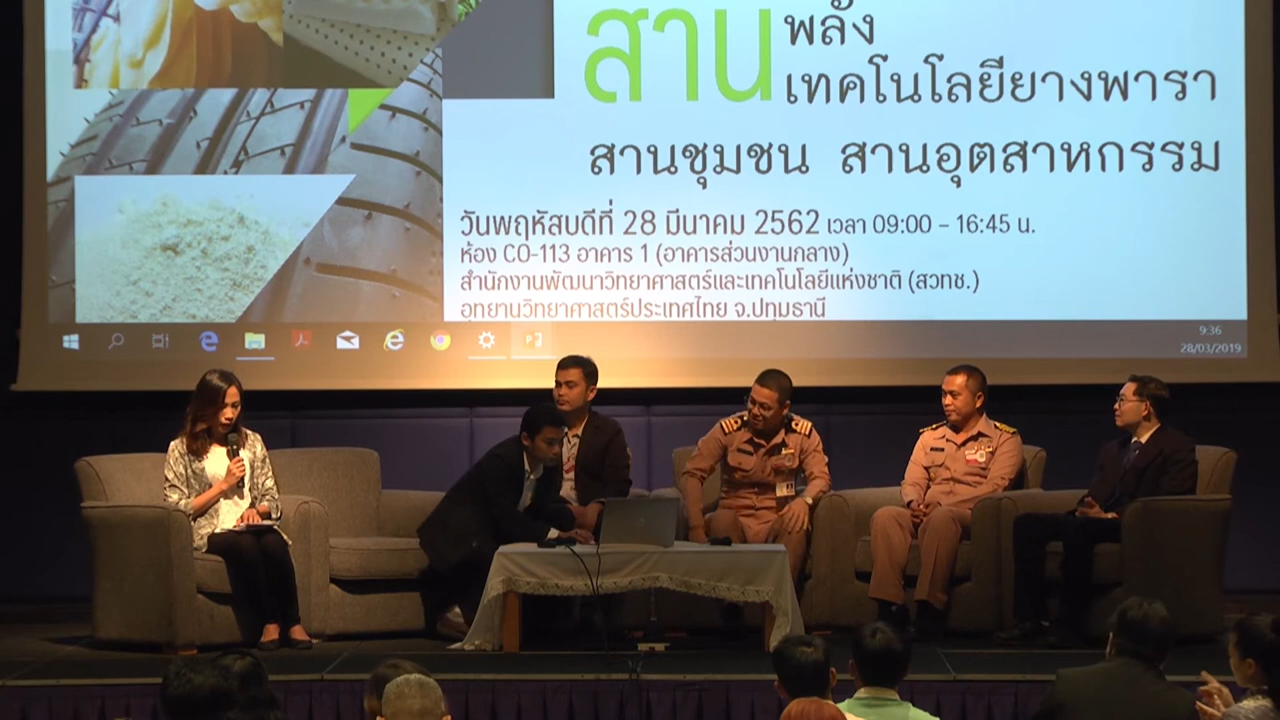 สานพลัง
เทคโนโลยียางพารา
สานชุมชน สานอุตสาหกรรม
วันพฤหัสบดีที่ 28 มีนาคม 2562 เวลา 09:00 – 16:45 น.
ห้อง CO-113 อาคาร 1 (อาคารส่วนงานกลาง)
สำนักงานพัฒนาวิทยาศาสตร์และเทคโนโลยีแห่งชาติ (สวทช.)
อุทยานวิทยาศาสตร์ประเทศไทย จ.ปทุมธานี
9:36
28/03/2019